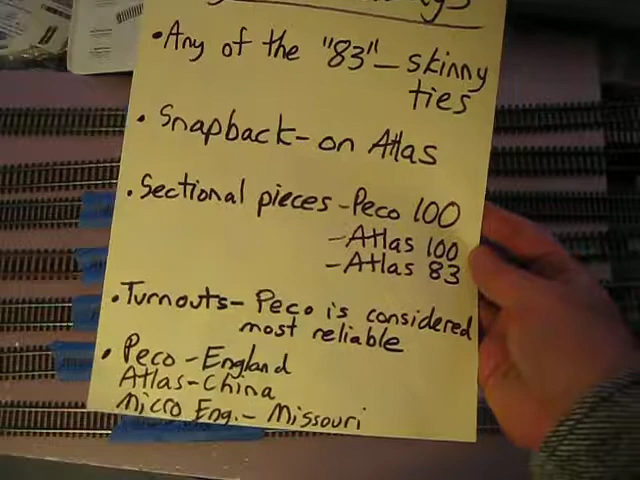 •Any of the "83"- skinny
ties
• Snapback- on Atlas
• Sectional pieces -Peco 100
-Atlas 100
-Atlas 83
•Turnouts- Peco is considered
most reliable
• Peco -England
Atlas-China
Micro Eng.- Missouri